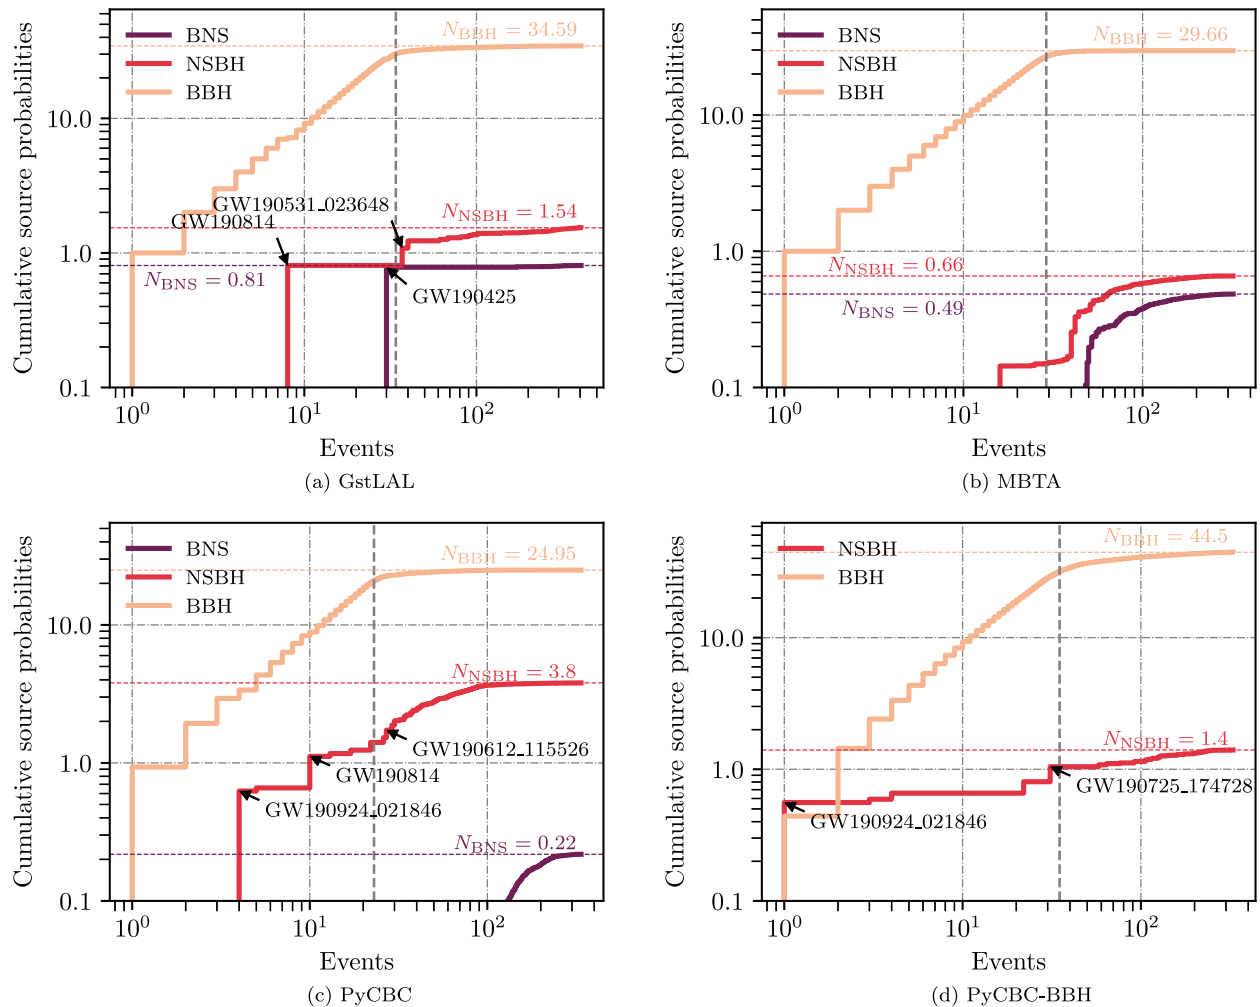 Cumulative source probabilities
BNS
NSBH
BBH
N_BBH = 34.59
10.0
GW190531_023648
GW190814
N_NSBH = 1.54
1.0
N_BNS = 0.81
GW190425
0.1
10^0 10^1 10^2
Events
(a) GstLAL
Cumulative source probabilities
BNS
NSBH
BBH
N_BBH = 29.66
10.0
1.0
N_NSBH = 0.66
N_BNS = 0.49
0.1
10^0 10^1 10^2
Events
(b) MBTA
Cumulative source probabilities
BNS
NSBH
BBH
N_BBH = 24.95
10.0
N_NSBH = 3.8
GW190612_115526
1.0
GW190814
GW190924_021846
N_BNS = 0.22
0.1
10^0 10^1 10^2
Events
(c) PyCBC
Cumulative source probabilities
NSBH
BBH
N_BBH = 44.5
10.0
N_NSBH = 1.4
1.0
GW190725_174728
GW190924_021846
0.1
10^0 10^1 10^2
Events
(d) PyCBC-BBH